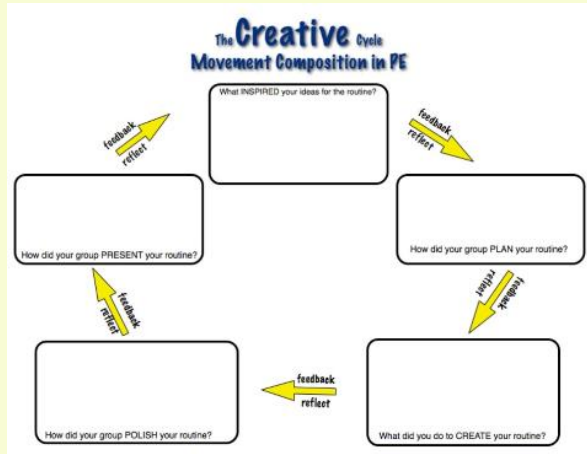 The Creative Cycle
Movement Composition in PE
What INSPIRED your ideas for the routine?
feedback
reflect
feedback
reflect
How did your group PRESENT your routine?
How did your group PLAN your routine?
feedback
reflect
feedback
reflect
feedback
reflect
How did your group POLISH your routine?
What did you do to CREATE your routine?